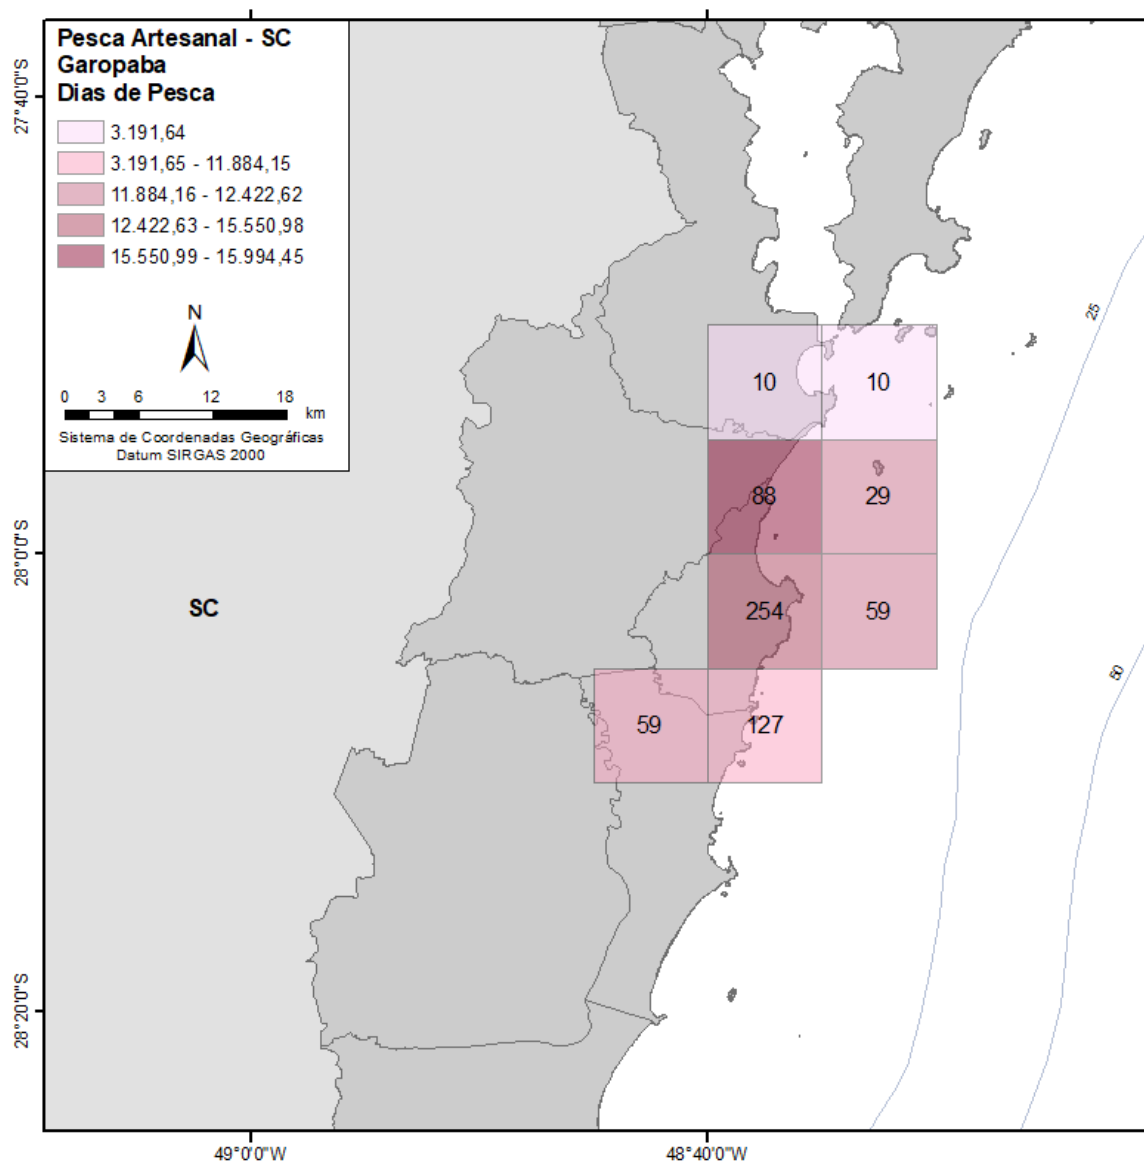 Pesca Artesanal - SC
Garopaba
Dias de Pesca
3.191,64
3.191,65 - 11.884,15
11.884,16 - 12.422,62
12.422,63 - 15.550,98
15.550,99 - 15.994,45
N
0 3 6 12 18 km
Sistema de Coordenadas Geográficas
Datum SIRGAS 2000
27°40'0"S
28°0'0"S
28°20'0"S
SC
25
50
10 10
88 29
254 59
59 127
49°0'0"W 48°40'0"W